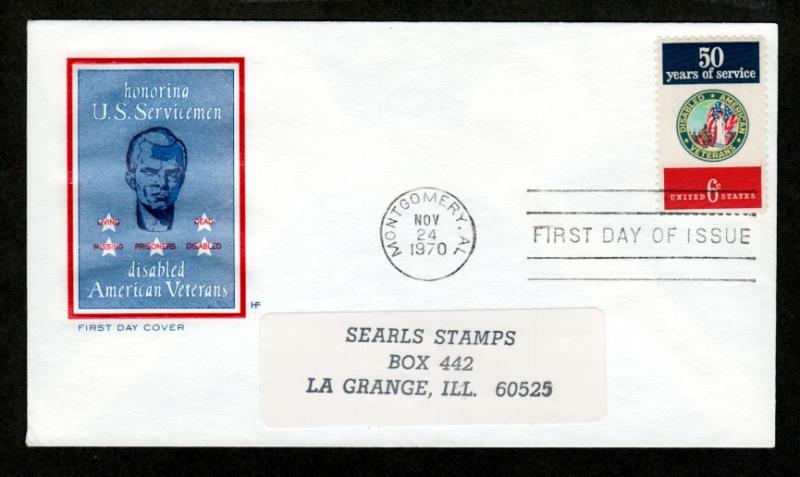 honoring
U.S. Servicemen
LIVING DEAD
MISSING PRISONERS DISABLED
disabled
American Veterans
HF
FIRST DAY COVER
MONTGOMERY, AL
NOV
24
1970
50
years of service
DISABLED AMERICAN
VETERANS
6c
UNITED STATES
FIRST DAY OF ISSUE
SEARLS STAMPS
BOX 442
LA GRANGE, ILL. 60525